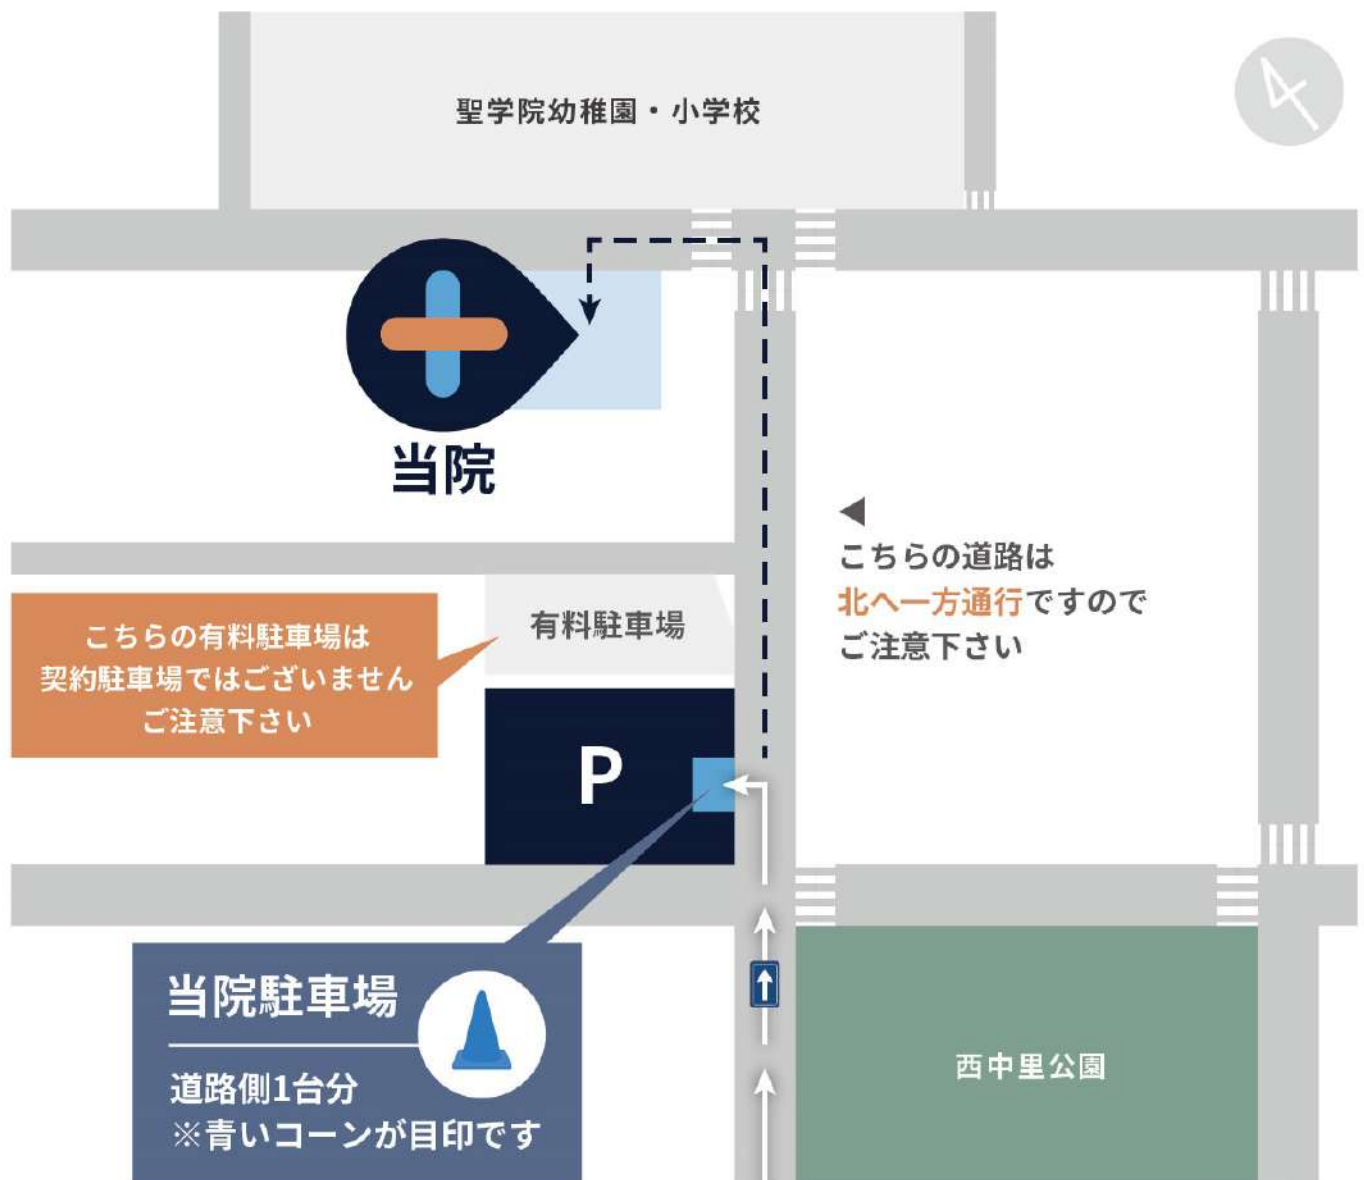 聖学院幼稚園・小学校
当院
こちらの道路は
北へ一方通行ですので
ご注意下さい
有料駐車場
こちらの有料駐車場は
契約駐車場ではございません
ご注意下さい
P
当院駐車場
道路側1台分
※青いコーンが目印です
西中里公園